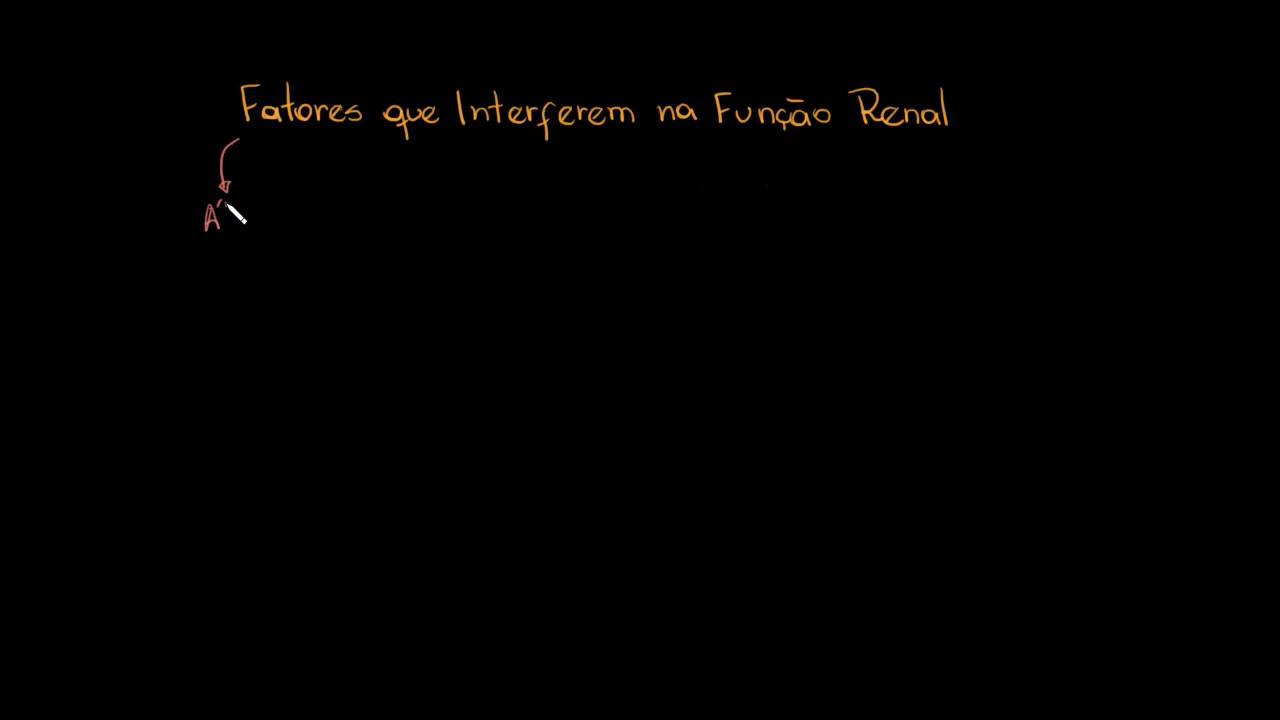 Fatores que Interferem na Função Renal
Á